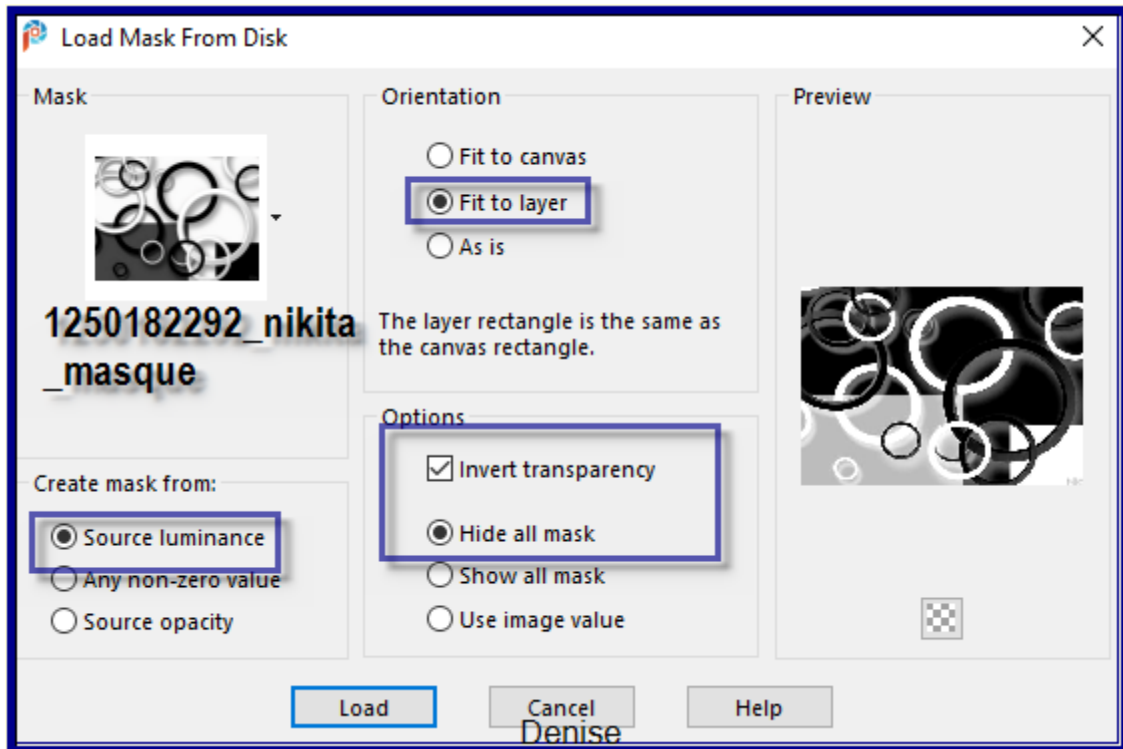 Load Mask From Disk
Mask
1250182292_nikita
_masque
Create mask from:
Source luminance
Any non-zero value
Source opacity
Orientation
Fit to canvas
Fit to layer
As is
The layer rectangle is the same as
the canvas rectangle.
Options
Invert transparency
Hide all mask
Show all mask
Use image value
Preview
Load
Cancel
Help
Denise